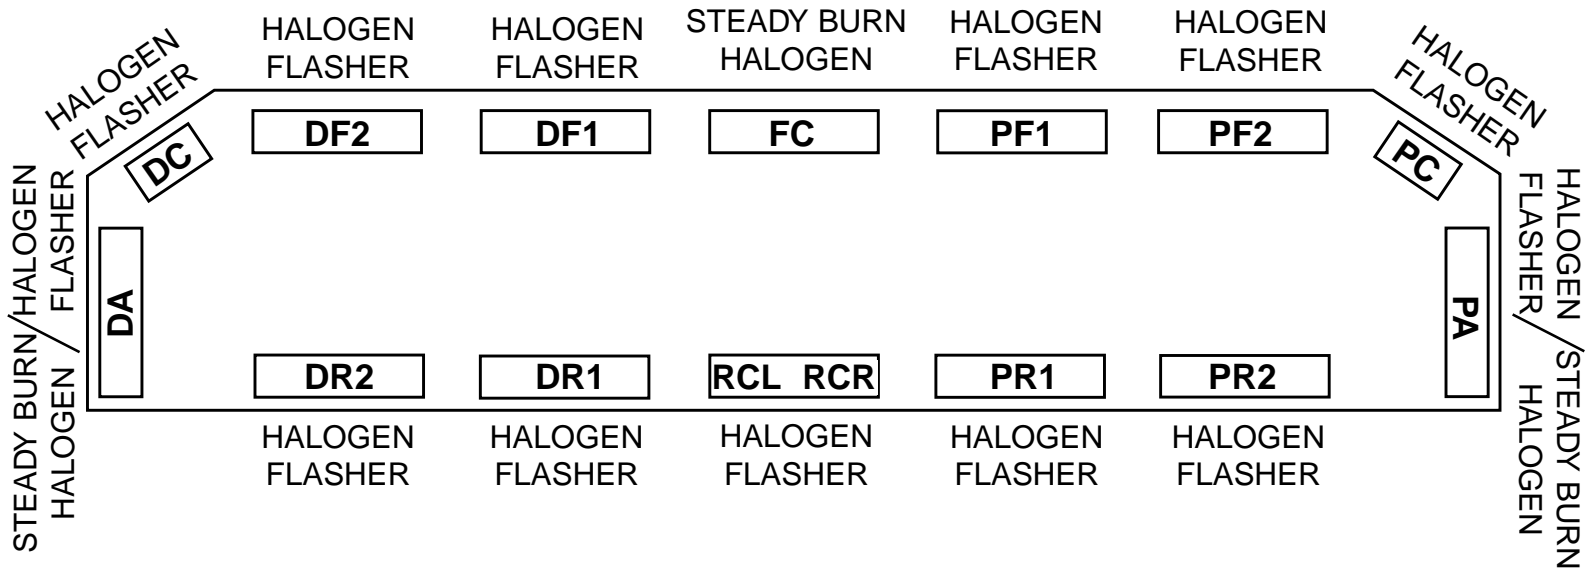 HALOGEN
FLASHER
HALOGEN
FLASHER
STEADY BURN
HALOGEN
HALOGEN
FLASHER
HALOGEN
FLASHER
HALOGEN
FLASHER
HALOGEN
FLASHER
DF2
DF1
FC
PF1
PF2
DC
PC
STEADY BURN/HALOGEN
HALOGEN / FLASHER
DA
PA
HALOGEN/STEADY BURN
FLASHER / HALOGEN
DR2
DR1
RCL RCR
PR1
PR2
HALOGEN
FLASHER
HALOGEN
FLASHER
HALOGEN
FLASHER
HALOGEN
FLASHER
HALOGEN
FLASHER